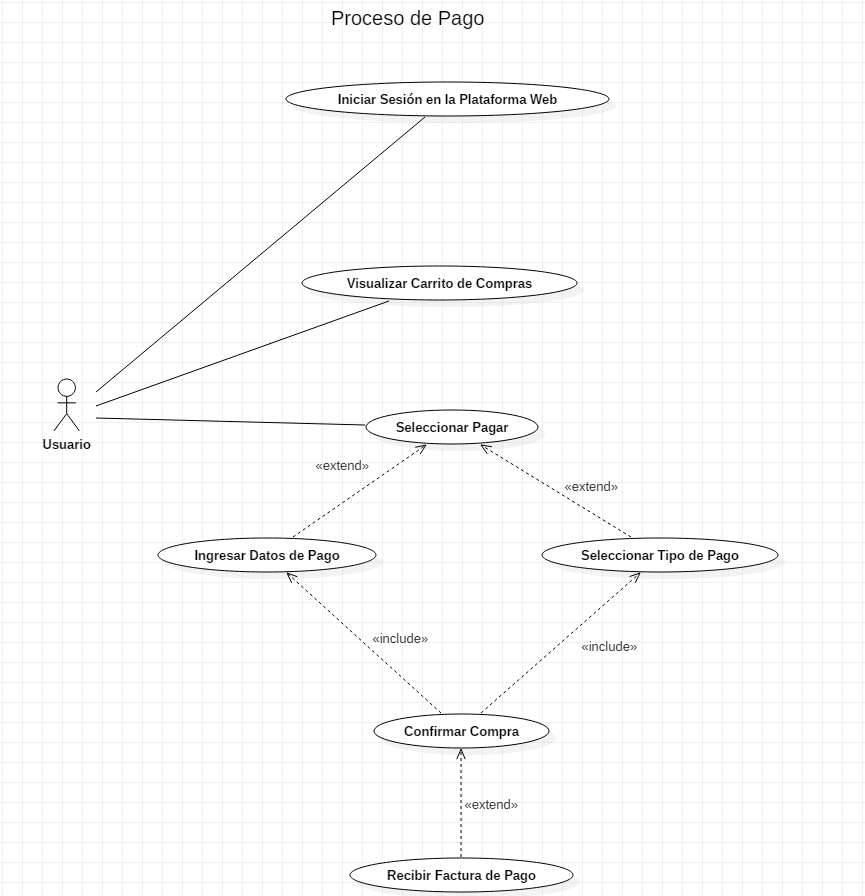 Proceso de Pago
Iniciar Sesión en la Plataforma Web
Visualizar Carrito de Compras
Seleccionar Pagar
Usuario
«extend»
«extend»
Ingresar Datos de Pago
Seleccionar Tipo de Pago
«include»
«include»
Confirmar Compra
«extend»
Recibir Factura de Pago